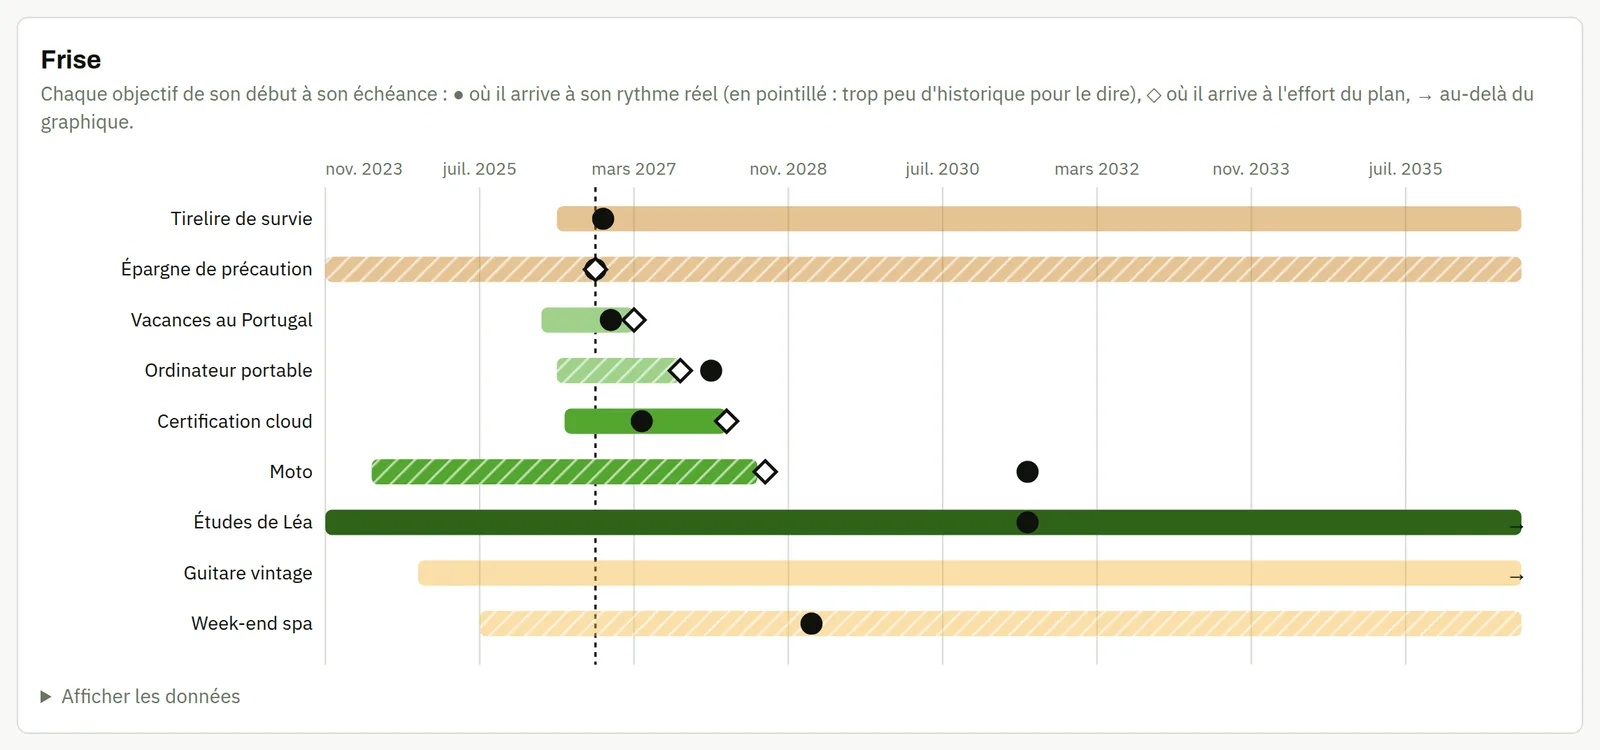 Frise
Chaque objectif de son début à son échéance : ● où il arrive à son rythme réel (en pointillé : trop peu d'historique pour le dire), ◇ où il arrive à l'effort du plan, → au-delà du
graphique.
nov. 2023 juil. 2025 mars 2027 nov. 2028 juil. 2030 mars 2032 nov. 2033 juil. 2035
Tirelire de survie
Épargne de précaution
Vacances au Portugal
Ordinateur portable
Certification cloud
Moto
Études de Léa →
Guitare vintage →
Week-end spa
▶ Afficher les données